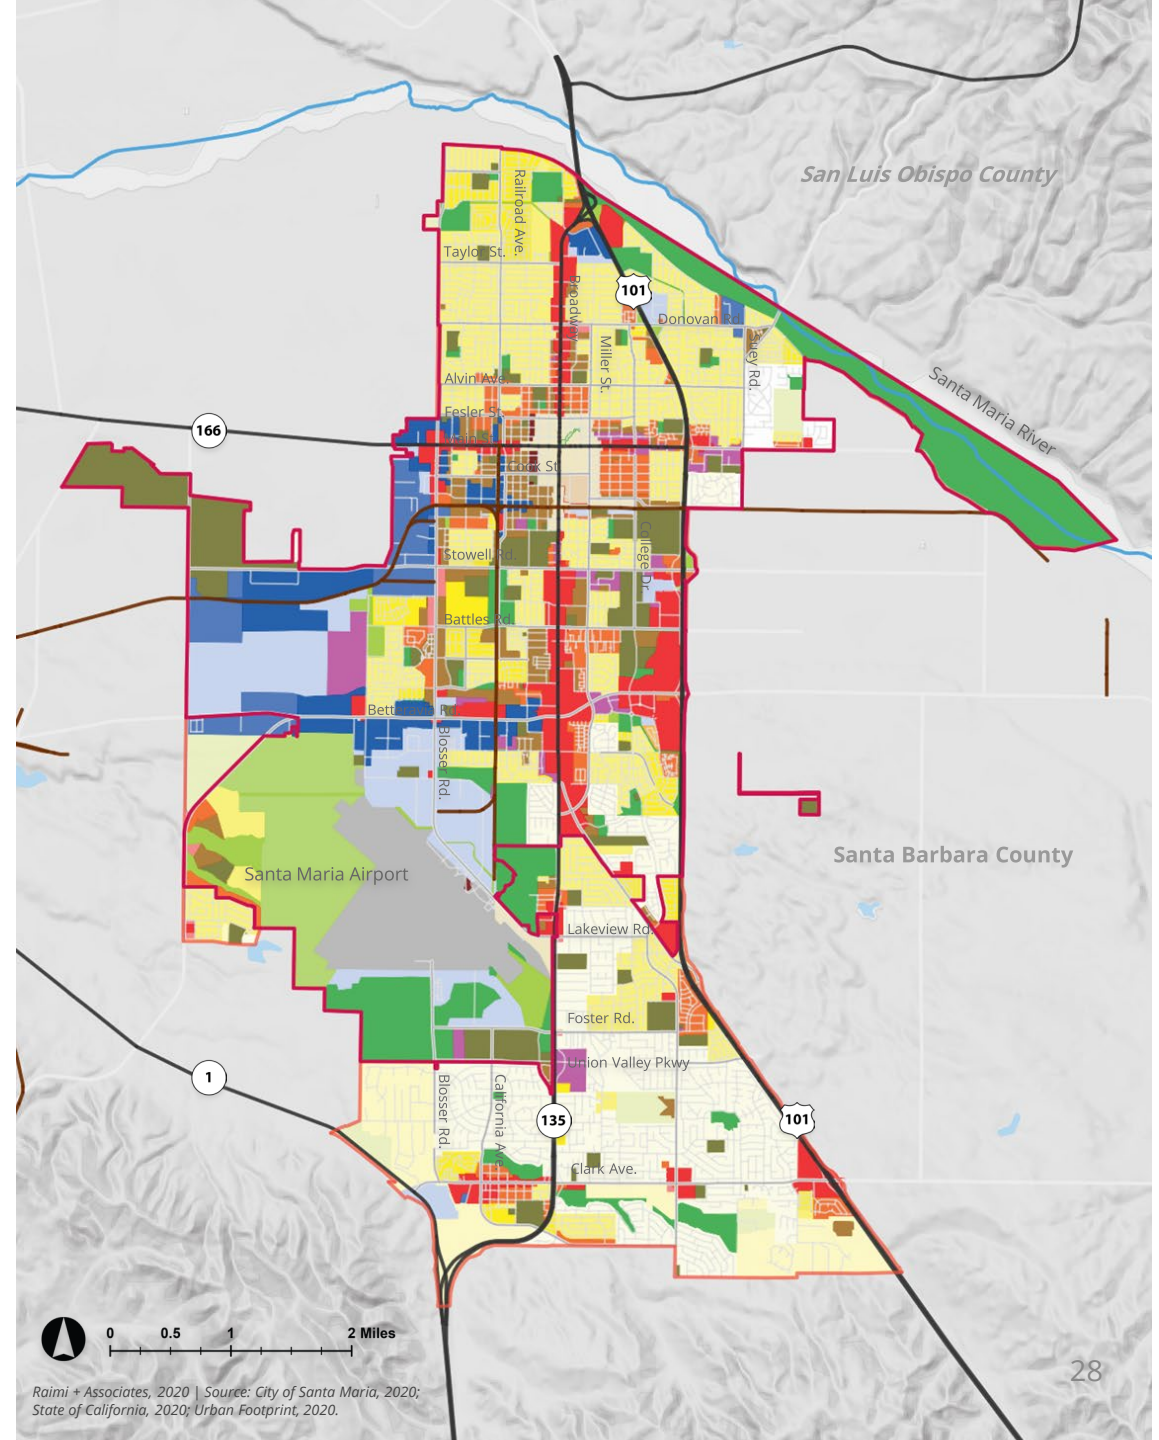 San Luis Obispo County
Railroad Ave.
Taylor St.
101
Broadway
Donovan Rd.
Miller St.
Suey Rd.
Santa Maria River
Alvin Ave.
Fesler St.
166
Main St.
Cook St.
College Dr.
Stowell Rd.
Battles Rd.
Betteravia Rd.
Blosser Rd.
Santa Barbara County
Santa Maria Airport
Lakeview Rd.
Foster Rd.
Union Valley Pkwy
1
Blosser Rd.
California Ave.
135
101
Clark Ave.
0 0.5 1 2 Miles
28
Raimi + Associates, 2020 | Source: City of Santa Maria, 2020;
State of California, 2020; Urban Footprint, 2020.